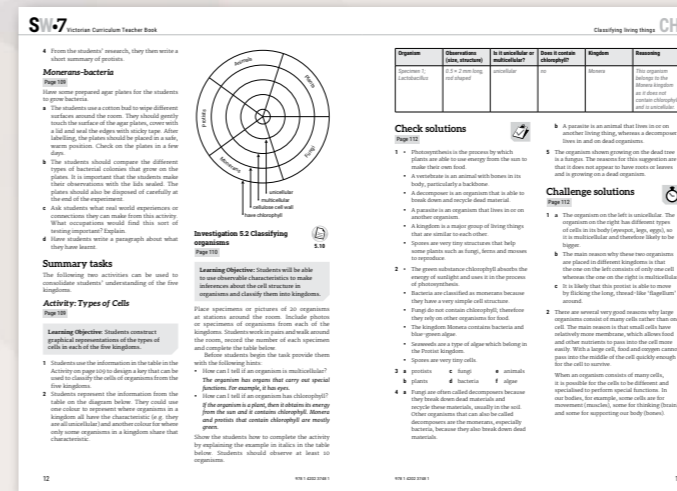 SW•7 Victorian Curriculum Teacher Book
4 From the students' research, they then write a
short summary of protists.
Monerans-bacteria
Page 109
Have some prepared agar plates for the students
to grow bacteria.
a The students use a cotton bud to wipe different
surfaces around the room. They should gently
touch the surface of the agar plates, cover with
a lid and seal the edges with sticky tape. After
labelling, the plates should be placed in a safe,
warm position. Check on the plates in a few
days.
b The students should compare the different
types of bacterial colonies that grow on the
plates. It is important that the students make
their observations with the lids sealed. The
plates should also be disposed of carefully at
the end of the experiment.
c Ask students what real world experiences or
connections they can make from this activity.
What occupations would find this sort of
testing important? Explain.
d Have students write a paragraph about what
they have learnt.
Summary tasks
The following two activities can be used to
consolidate students' understanding of the five
kingdoms.
Activity: Types of Cells
Page 109
Learning Objective: Students construct
graphical representations of the types of
cells in each of the five kingdoms.
1 Students use the information in the table in the
Activity on page 109 to design a key that can be
used to classify the cells of organisms from the
five kingdoms.
2 Students represent the information from the
table on the diagram below. They could use
one colour to represent where organisms in a
kingdom all have the characteristic (e.g. they
are all unicellular) and another colour for where
only some organisms in a kingdom share that
characteristic.
12
Animals
Plants
Fungi
Monerans
Protists
unicellular
multicellular
cellulose cell wall
have chlorophyll
Investigation 5.2 Classifying
organisms
Page 110
5.10
Learning Objective: Students will be able
to use observable characteristics to make
inferences about the cell structure in
organisms and classify them into kingdoms.
Place specimens or pictures of 20 organisms
at stations around the room. Include photos
or specimens of organisms from each of the
kingdoms. Students work in pairs and walk around
the room, record the number of each specimen
and complete the table below.
Before students begin the task provide them
with the following hints:
• How can I tell if an organism is multicellular?
The organism has organs that carry out special
functions. For example, it has eyes.
• How can I tell if an organism has chlorophyll?
If the organism is a plant, then it obtains its energy
from the sun and it contains chlorophyll. Monera
and protists that contain chlorophyll are mostly
green.
Show the students how to complete the activity
by explaining the example in italics in the table
below. Students should observe at least 10
organisms.
Classifying living things CH
Organism Observations (size, structure) Is it unicellular or multicellular? Does it contain chlorophyll? Kingdom Reasoning
Specimen 1, Lactobacillus 0.5 × 2 mm long, rod shaped unicellular no Monera This organism belongs to the Monera kingdom as it does not contain chlorophyll and is unicellular.
Check solutions
Page 112
1 • Photosynthesis is the process by which
plants are able to use energy from the sun to
make their own food.
• A vertebrate is an animal with bones in its
body, particularly a backbone.
• A decomposer is an organism that is able to
break down and recycle dead material.
• A parasite is an organism that lives in or on
another organism.
• A kingdom is a major group of living things
that are similar to each other.
• Spores are very tiny structures that help
some plants such as fungi, ferns and mosses
to reproduce.
2 • The green substance chlorophyll absorbs the
energy of sunlight and uses it in the process
of photosynthesis.
• Bacteria are classified as monerans because
they have a very simple cell structure.
• Fungi do not contain chlorophyll, therefore
they rely on other organisms for food.
• The kingdom Monera contains bacteria and
blue-green algae.
• Seaweeds are a type of algae which belong in
the Protist kingdom.
• Spores are very tiny cells.
3 a protists c fungi e animals
b plants d bacteria f algae
4 a Fungi are often called decomposers because
they break down dead materials and
recycle these materials, usually in the soil.
Other organisms that can also be called
decomposers are the monerans, especially
bacteria, because they also break down dead
materials.
b A parasite is an animal that lives in or on
another living thing, whereas a decomposer
lives in and on dead organisms.
5 The organism shown growing on the dead tree
is a fungus. The reasons for this suggestion are
that it does not appear to have roots or leaves
and is growing on a dead organism.
Challenge solutions
Page 112
1 a The organism on the left is unicellular. The
organism on the right has different types
of cells in its body (eyespot, legs, eggs), so
it is multicellular and therefore likely to be
bigger.
b The main reason why these two organisms
are placed in different kingdoms is that
the one on the left consists of only one cell
whereas the one on the right is multicellular.
c It is likely that this protist is able to move
by flicking the long, thread-like 'flagellum'
around.
2 There are several very good reasons why large
organisms consist of many cells rather than one
cell. The main reason is that small cells have
relatively more membrane, which allows food
and other nutrients to pass into the cell more
easily. With a large cell, food and oxygen cannot
pass into the middle of the cell quickly enough
for the cell to survive.
When an organism consists of many cells,
it is possible for the cells to be different and
specialised to perform special functions. In
our bodies, for example, some cells are for
movement (muscles), some for thinking (brain)
and some for supporting our body (bones)